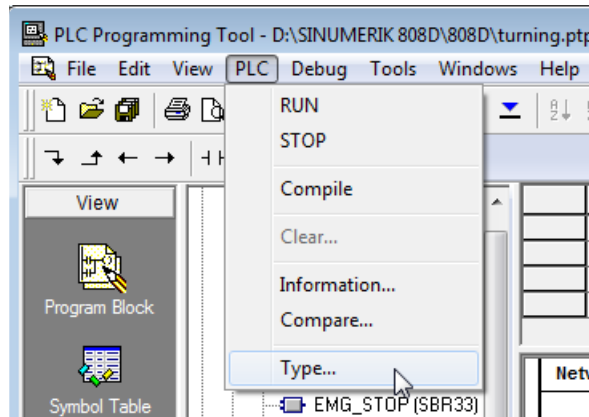 PLC Programming Tool - D:\SINUMERIK 808D\808D\turning.ptp
File Edit View PLC Debug Tools Windows Help
RUN
STOP
Compile
Clear...
Information...
Compare...
Type...
View
Program Block
Symbol Table
EMG_STOP (SBR33)